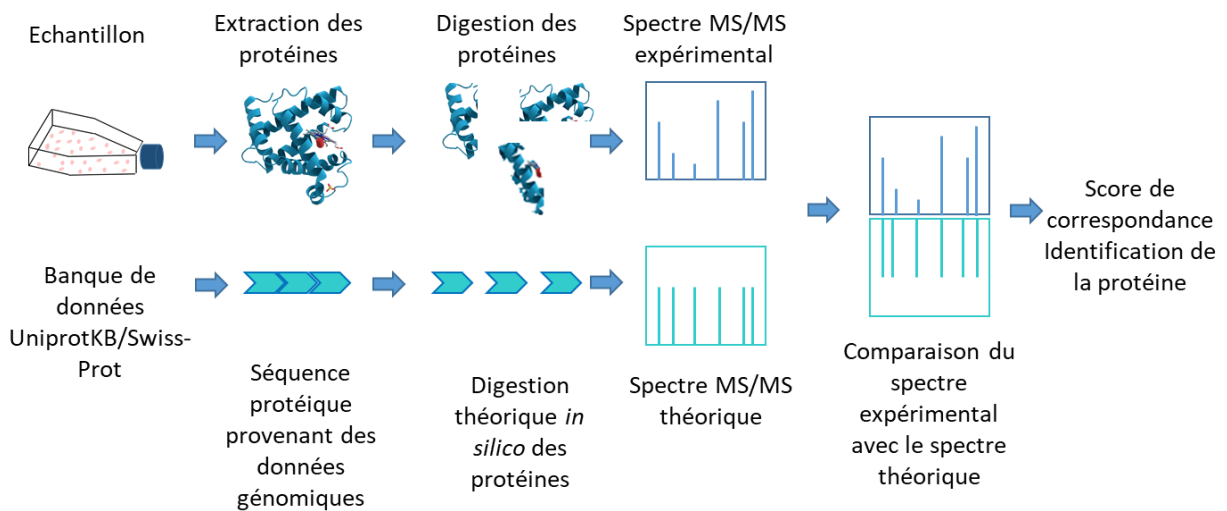 Echantillon
Extraction des
protéines
Digestion des
protéines
Spectre MS/MS
expérimental
Banque de
données
UniprotKB/Swiss-
Prot
Séquence
protéique
provenant des
données
génomiques
Digestion
théorique in
silico des
protéines
Spectre MS/MS
théorique
Comparaison du
spectre
expérimental
avec le spectre
théorique
Score de
correspondance
Identification de
la protéine